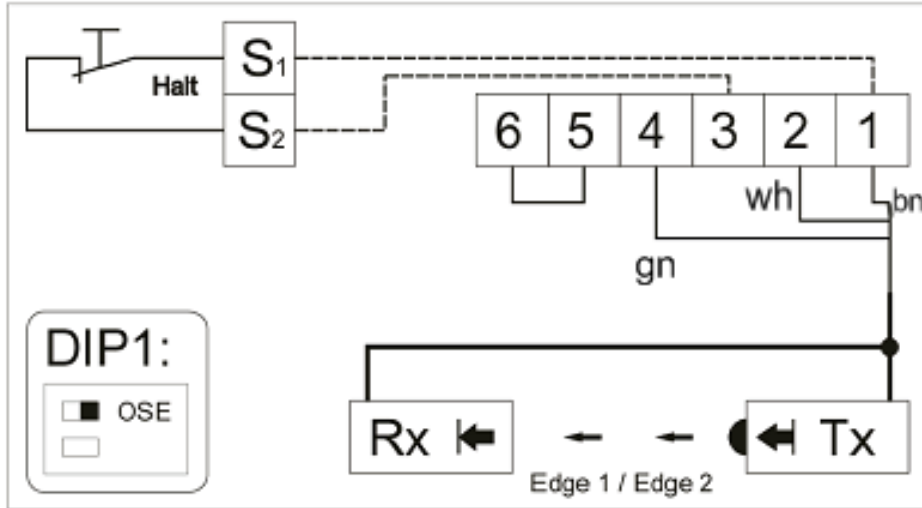 S1
Halt
S2
6 5 4 3 2 1
wh
bn
gn
DIP1:
OSE
Rx
Tx
Edge 1 / Edge 2